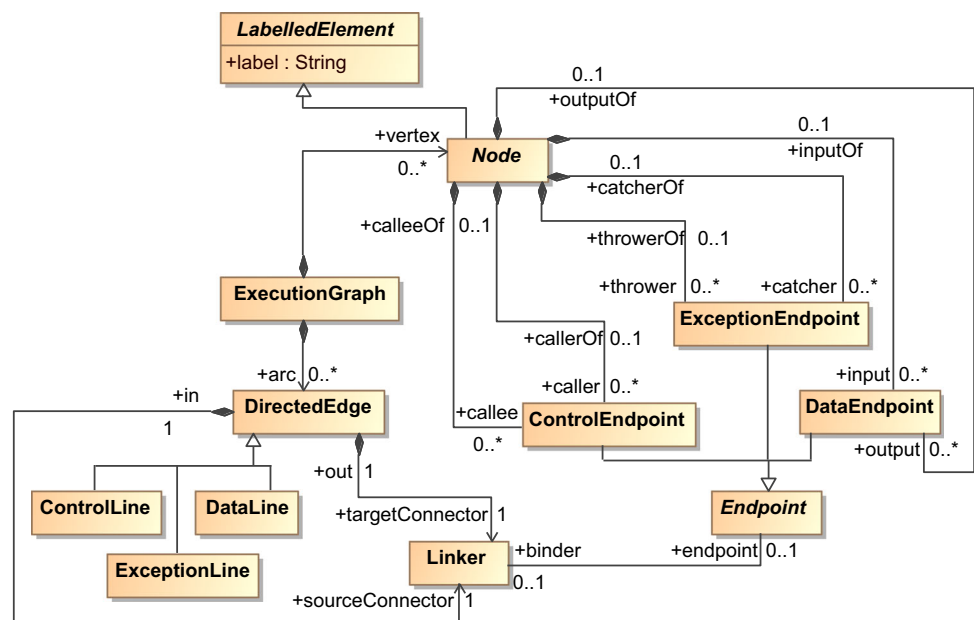 LabelledElement
+label : String
0..1
+outputOf
+vertex
0..*
Node
0..1
+inputOf
0..1
+catcherOf
+calleeOf
0..1
+throwerOf
0..1
ExecutionGraph
+thrower
0..*
+catcher
0..*
ExceptionEndpoint
+callerOf
0..1
+arc
0..*
+caller
0..*
+input
0..*
+in
1
DirectedEdge
+callee
0..*
ControlEndpoint
DataEndpoint
+output
0..*
+out
1
ControlLine
DataLine
ExceptionLine
+targetConnector
1
Endpoint
Linker
+binder
0..1
+endpoint
0..1
+sourceConnector
1